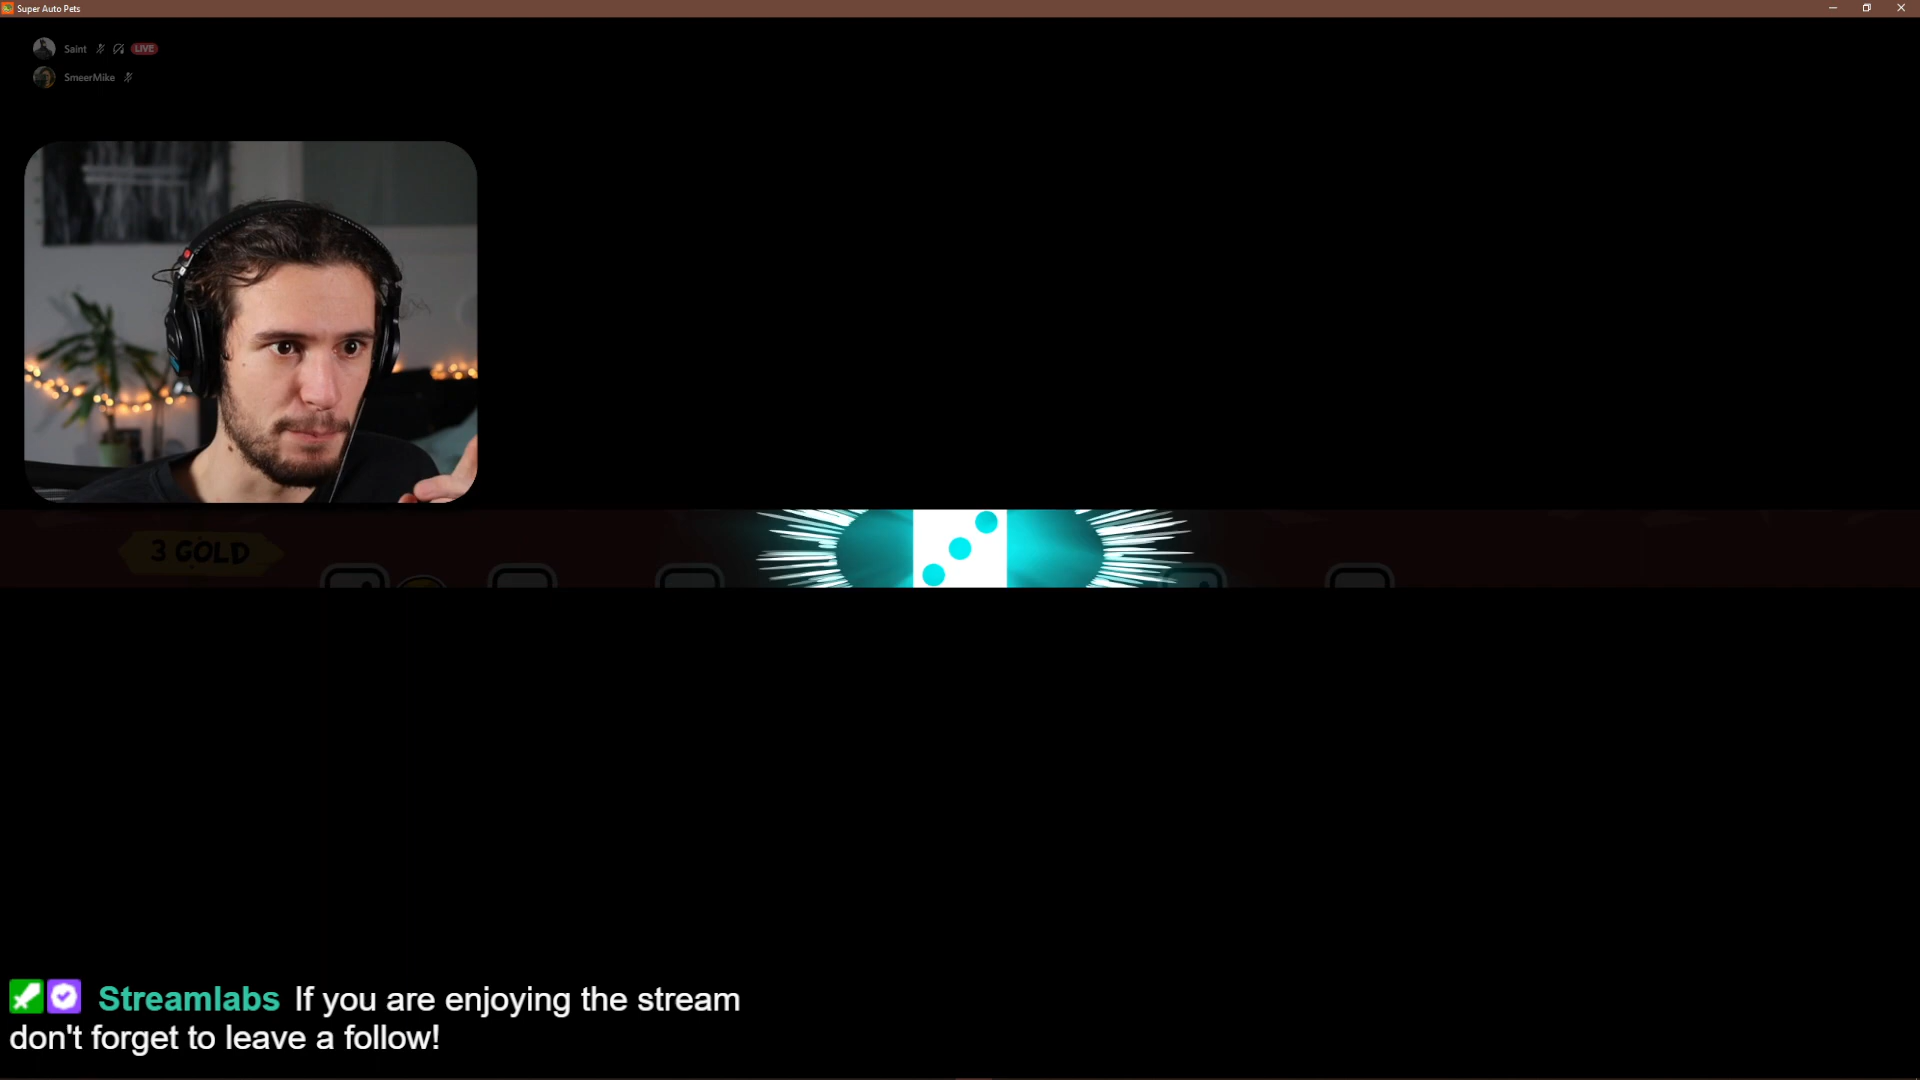 Super Auto Pets
Saint LIVE
SmeerMike
3 GOLD
Streamlabs If you are enjoying the stream
don't forget to leave a follow!